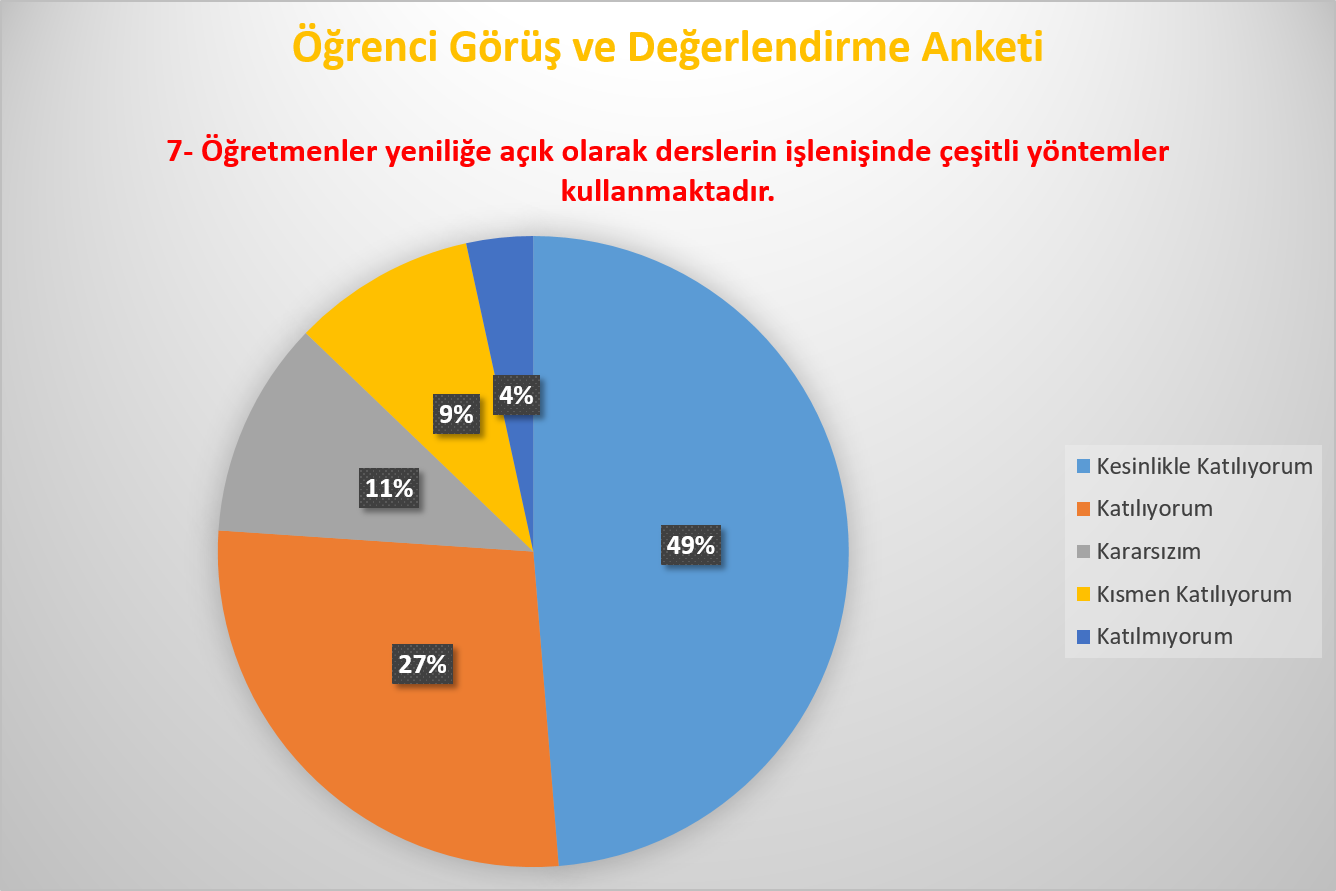 Öğrenci Görüş ve Değerlendirme Anketi
7- Öğretmenler yeniliğe açık olarak derslerin işlenişinde çeşitli yöntemler
kullanmaktadır.
4%
9%
11%
49%
27%
Kesinlikle Katılıyorum
Katılıyorum
Kararsızım
Kısmen Katılıyorum
Katılmıyorum